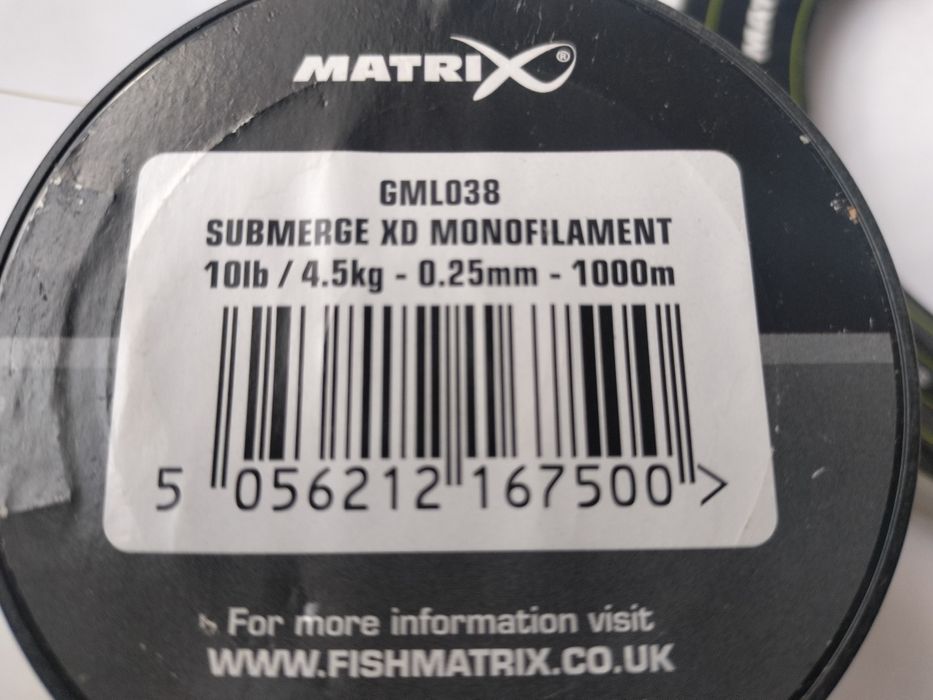 MATRIX®
MATRIX
GML038
SUBMERGE XD MONOFILAMENT
10lb / 4.5kg - 0.25mm - 1000m
5 056212 167500 >
For more information visit
WWW.FISHMATRIX.CO.UK